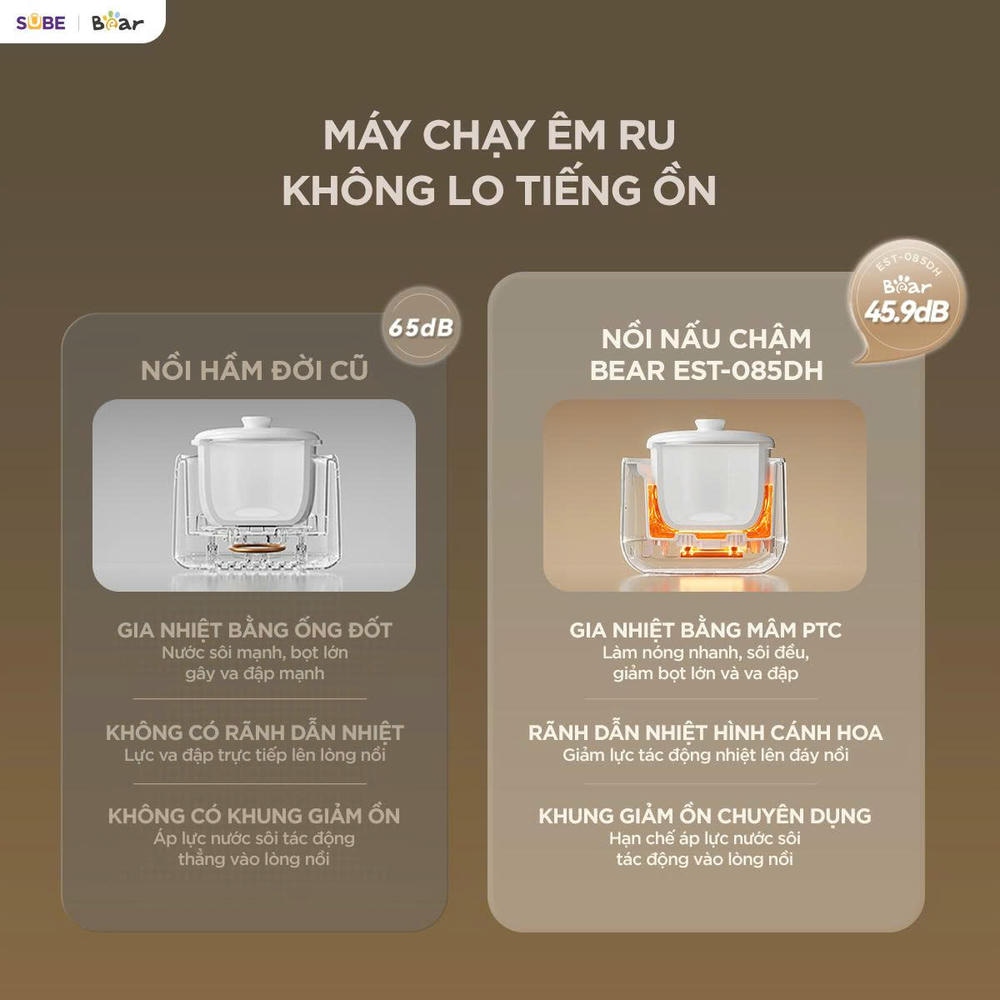 SUBE | Bear
MÁY CHẠY ÊM RU
KHÔNG LO TIẾNG ỒN
65dB
NỒI HẦM ĐỜI CŨ
GIA NHIỆT BẰNG ỐNG ĐỐT
Nước sôi mạnh, bọt lớn
gây va đập mạnh
KHÔNG CÓ RÃNH DẪN NHIỆT
Lực va đập trực tiếp lên lòng nồi
KHÔNG CÓ KHUNG GIẢM ỒN
Áp lực nước sôi tác động
thẳng vào lòng nồi
EST-085DH
Bear
45.9dB
NỒI NẤU CHẬM
BEAR EST-085DH
GIA NHIỆT BẰNG MÂM PTC
Làm nóng nhanh, sôi đều,
giảm bọt lớn và va đập
RÃNH DẪN NHIỆT HÌNH CÁNH HOA
Giảm lực tác động nhiệt lên đáy nồi
KHUNG GIẢM ỒN CHUYÊN DỤNG
Hạn chế áp lực nước sôi
tác động vào lòng nồi